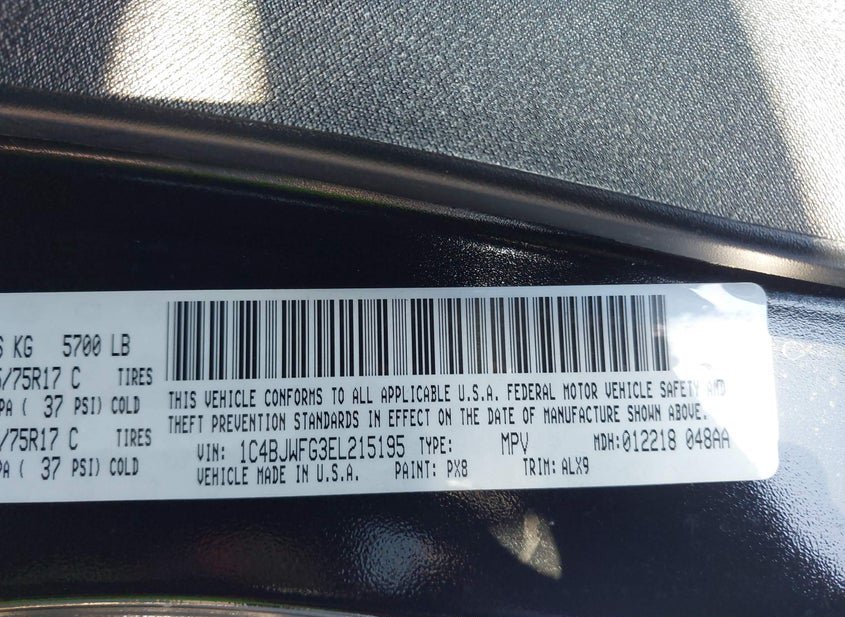 KG 5700 LB
/75R17 C TIRES
PA ( 37 PSI) COLD
/75R17 C TIRES
PA ( 37 PSI) COLD
THIS VEHICLE CONFORMS TO ALL APPLICABLE U.S.A. FEDERAL MOTOR VEHICLE SAFETY AND
THEFT PREVENTION STANDARDS IN EFFECT ON THE DATE OF MANUFACTURE SHOWN ABOVE.
VIN: 1C4BJWFG3EL215195 TYPE: MPV MDH:012218 048AA
VEHICLE MADE IN U.S.A. PAINT: PX8 TRIM: ALX9